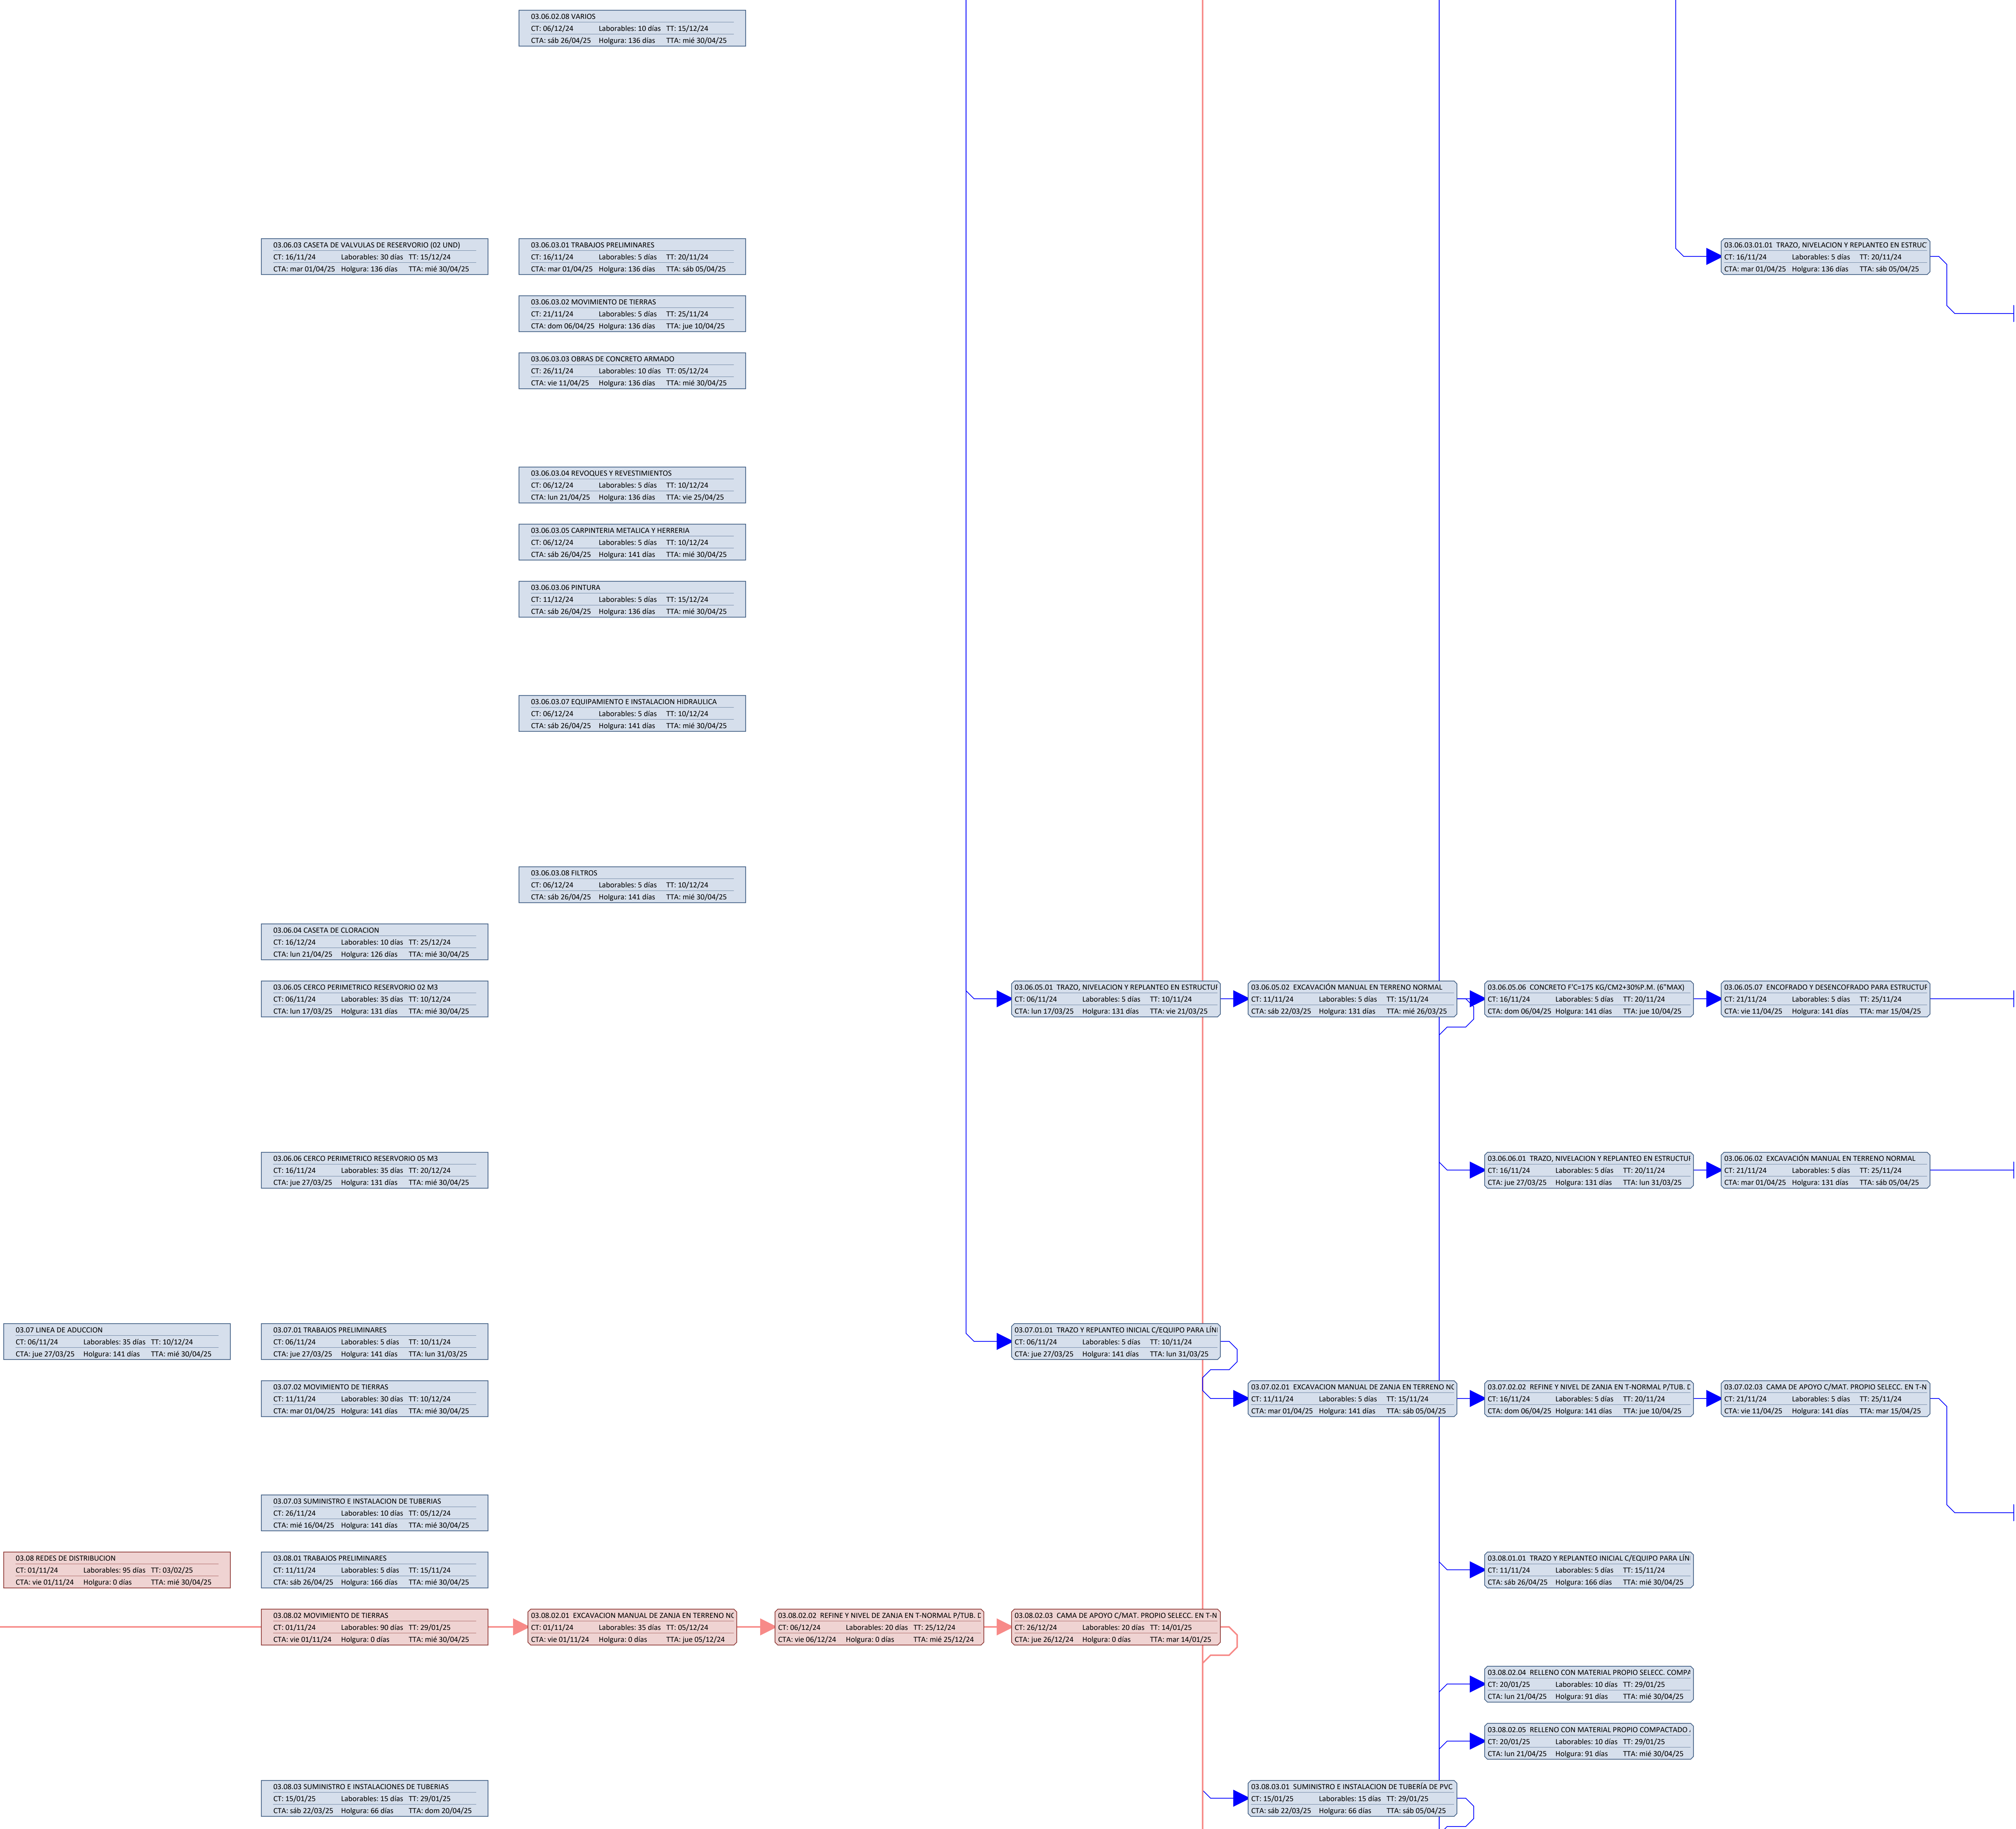 03.06.02.08 VARIOS
CT: 06/12/24 Laborables: 10 días TT: 15/12/24
CTA: sáb 26/04/25 Holgura: 136 días TTA: mié 30/04/25
03.06.03 CASETA DE VALVULAS DE RESERVORIO (02 UND)
CT: 16/11/24 Laborables: 30 días TT: 15/12/24
CTA: mar 01/04/25 Holgura: 136 días TTA: mié 30/04/25
03.06.03.01 TRABAJOS PRELIMINARES
CT: 16/11/24 Laborables: 5 días TT: 20/11/24
CTA: mar 01/04/25 Holgura: 136 días TTA: sáb 05/04/25
03.06.03.01.01 TRAZO, NIVELACION Y REPLANTEO EN ESTRUC
CT: 16/11/24 Laborables: 5 días TT: 20/11/24
CTA: mar 01/04/25 Holgura: 136 días TTA: sáb 05/04/25
03.06.03.02 MOVIMIENTO DE TIERRAS
CT: 21/11/24 Laborables: 5 días TT: 25/11/24
CTA: dom 06/04/25 Holgura: 136 días TTA: jue 10/04/25
03.06.03.03 OBRAS DE CONCRETO ARMADO
CT: 26/11/24 Laborables: 10 días TT: 05/12/24
CTA: vie 11/04/25 Holgura: 136 días TTA: mié 30/04/25
03.06.03.04 REVOQUES Y REVESTIMIENTOS
CT: 06/12/24 Laborables: 5 días TT: 10/12/24
CTA: lun 21/04/25 Holgura: 136 días TTA: vie 25/04/25
03.06.03.05 CARPINTERIA METALICA Y HERRERIA
CT: 06/12/24 Laborables: 5 días TT: 10/12/24
CTA: sáb 26/04/25 Holgura: 141 días TTA: mié 30/04/25
03.06.03.06 PINTURA
CT: 11/12/24 Laborables: 5 días TT: 15/12/24
CTA: sáb 26/04/25 Holgura: 136 días TTA: mié 30/04/25
03.06.03.07 EQUIPAMIENTO E INSTALACION HIDRAULICA
CT: 06/12/24 Laborables: 5 días TT: 10/12/24
CTA: sáb 26/04/25 Holgura: 141 días TTA: mié 30/04/25
03.06.03.08 FILTROS
CT: 06/12/24 Laborables: 5 días TT: 10/12/24
CTA: sáb 26/04/25 Holgura: 141 días TTA: mié 30/04/25
03.06.04 CASETA DE CLORACION
CT: 16/12/24 Laborables: 10 días TT: 25/12/24
CTA: lun 21/04/25 Holgura: 126 días TTA: mié 30/04/25
03.06.05 CERCO PERIMETRICO RESERVORIO 02 M3
CT: 06/11/24 Laborables: 35 días TT: 10/12/24
CTA: lun 17/03/25 Holgura: 131 días TTA: mié 30/04/25
03.06.05.01 TRAZO, NIVELACION Y REPLANTEO EN ESTRUCTUR
CT: 06/11/24 Laborables: 5 días TT: 10/11/24
CTA: lun 17/03/25 Holgura: 131 días TTA: vie 21/03/25
03.06.05.02 EXCAVACIÓN MANUAL EN TERRENO NORMAL
CT: 11/11/24 Laborables: 5 días TT: 15/11/24
CTA: sáb 22/03/25 Holgura: 131 días TTA: mié 26/03/25
03.06.05.06 CONCRETO F'C=175 KG/CM2+30%P.M. (6"MAX)
CT: 16/11/24 Laborables: 5 días TT: 20/11/24
CTA: dom 06/04/25 Holgura: 141 días TTA: jue 10/04/25
03.06.05.07 ENCOFRADO Y DESENCOFRADO PARA ESTRUCTUR
CT: 21/11/24 Laborables: 5 días TT: 25/11/24
CTA: vie 11/04/25 Holgura: 141 días TTA: mar 15/04/25
03.06.06 CERCO PERIMETRICO RESERVORIO 05 M3
CT: 16/11/24 Laborables: 35 días TT: 20/12/24
CTA: jue 27/03/25 Holgura: 131 días TTA: mié 30/04/25
03.06.06.01 TRAZO, NIVELACION Y REPLANTEO EN ESTRUCTUR
CT: 16/11/24 Laborables: 5 días TT: 20/11/24
CTA: jue 27/03/25 Holgura: 131 días TTA: lun 31/03/25
03.06.06.02 EXCAVACIÓN MANUAL EN TERRENO NORMAL
CT: 21/11/24 Laborables: 5 días TT: 25/11/24
CTA: mar 01/04/25 Holgura: 131 días TTA: sáb 05/04/25
03.07 LINEA DE ADUCCION
CT: 06/11/24 Laborables: 35 días TT: 10/12/24
CTA: jue 27/03/25 Holgura: 141 días TTA: mié 30/04/25
03.07.01 TRABAJOS PRELIMINARES
CT: 06/11/24 Laborables: 5 días TT: 10/11/24
CTA: jue 27/03/25 Holgura: 141 días TTA: lun 31/03/25
03.07.01.01 TRAZO Y REPLANTEO INICIAL C/EQUIPO PARA LÍNI
CT: 06/11/24 Laborables: 5 días TT: 10/11/24
CTA: jue 27/03/25 Holgura: 141 días TTA: lun 31/03/25
03.07.02 MOVIMIENTO DE TIERRAS
CT: 11/11/24 Laborables: 30 días TT: 10/12/24
CTA: mar 01/04/25 Holgura: 141 días TTA: mié 30/04/25
03.07.02.01 EXCAVACION MANUAL DE ZANJA EN TERRENO NO
CT: 11/11/24 Laborables: 5 días TT: 15/11/24
CTA: mar 01/04/25 Holgura: 141 días TTA: sáb 05/04/25
03.07.02.02 REFINE Y NIVEL DE ZANJA EN T-NORMAL P/TUB. D
CT: 16/11/24 Laborables: 5 días TT: 20/11/24
CTA: dom 06/04/25 Holgura: 141 días TTA: jue 10/04/25
03.07.02.03 CAMA DE APOYO C/MAT. PROPIO SELECC. EN T-N
CT: 21/11/24 Laborables: 5 días TT: 25/11/24
CTA: vie 11/04/25 Holgura: 141 días TTA: mar 15/04/25
03.07.03 SUMINISTRO E INSTALACION DE TUBERIAS
CT: 26/11/24 Laborables: 10 días TT: 05/12/24
CTA: mié 16/04/25 Holgura: 141 días TTA: mié 30/04/25
03.08 REDES DE DISTRIBUCION
CT: 01/11/24 Laborables: 95 días TT: 03/02/25
CTA: vie 01/11/24 Holgura: 0 días TTA: mié 30/04/25
03.08.01 TRABAJOS PRELIMINARES
CT: 11/11/24 Laborables: 5 días TT: 15/11/24
CTA: sáb 26/04/25 Holgura: 166 días TTA: mié 30/04/25
03.08.01.01 TRAZO Y REPLANTEO INICIAL C/EQUIPO PARA LÍNI
CT: 11/11/24 Laborables: 5 días TT: 15/11/24
CTA: sáb 26/04/25 Holgura: 166 días TTA: mié 30/04/25
03.08.02 MOVIMIENTO DE TIERRAS
CT: 01/11/24 Laborables: 90 días TT: 29/01/25
CTA: vie 01/11/24 Holgura: 0 días TTA: mié 30/04/25
03.08.02.01 EXCAVACION MANUAL DE ZANJA EN TERRENO NO
CT: 01/11/24 Laborables: 35 días TT: 05/12/24
CTA: vie 01/11/24 Holgura: 0 días TTA: jue 05/12/24
03.08.02.02 REFINE Y NIVEL DE ZANJA EN T-NORMAL P/TUB. D
CT: 06/12/24 Laborables: 20 días TT: 25/12/24
CTA: vie 06/12/24 Holgura: 0 días TTA: mié 25/12/24
03.08.02.03 CAMA DE APOYO C/MAT. PROPIO SELECC. EN T-N
CT: 26/12/24 Laborables: 20 días TT: 14/01/25
CTA: jue 26/12/24 Holgura: 0 días TTA: mar 14/01/25
03.08.02.04 RELLENO CON MATERIAL PROPIO SELECC. COMPA
CT: 20/01/25 Laborables: 10 días TT: 29/01/25
CTA: lun 21/04/25 Holgura: 91 días TTA: mié 30/04/25
03.08.02.05 RELLENO CON MATERIAL PROPIO COMPACTADO
CT: 20/01/25 Laborables: 10 días TT: 29/01/25
CTA: lun 21/04/25 Holgura: 91 días TTA: mié 30/04/25
03.08.03 SUMINISTRO E INSTALACIONES DE TUBERIAS
CT: 15/01/25 Laborables: 15 días TT: 29/01/25
CTA: sáb 22/03/25 Holgura: 66 días TTA: dom 20/04/25
03.08.03.01 SUMINISTRO E INSTALACION DE TUBERÍA DE PVC
CT: 15/01/25 Laborables: 15 días TT: 29/01/25
CTA: sáb 22/03/25 Holgura: 66 días TTA: sáb 05/04/25